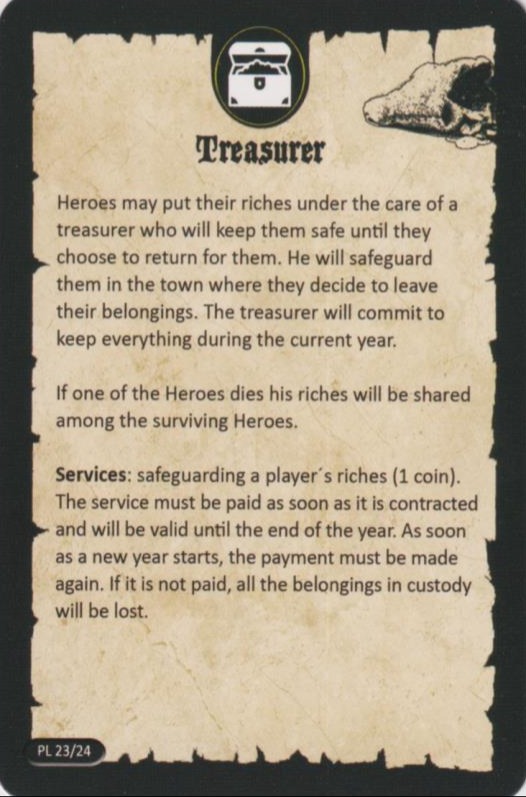 Treasurer
Heroes may put their riches under the care of a
treasurer who will keep them safe until they
choose to return for them. He will safeguard
them in the town where they decide to leave
their belongings. The treasurer will commit to
keep everything during the current year.
If one of the Heroes dies his riches will be shared
among the surviving Heroes.
Services: safeguarding a player´s riches (1 coin).
The service must be paid as soon as it is contracted
and will be valid until the end of the year. As soon
as a new year starts, the payment must be made
again. If it is not paid, all the belongings in custody
will be lost.
PL 23/24